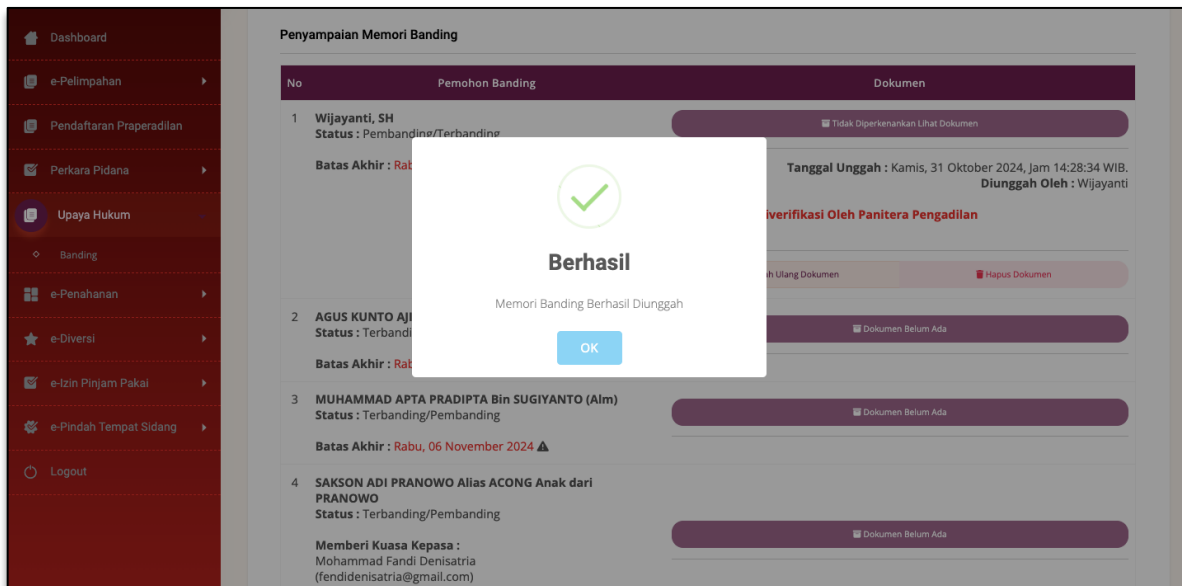 Dashboard
e-Pelimpahan
Pendaftaran Praperadilan
Perkara Pidana
Upaya Hukum
Banding
e-Penahanan
e-Diversi
e-Izin Pinjam Pakai
e-Pindah Tempat Sidang
Logout
Penyampaian Memori Banding
No Pemohon Banding Dokumen
1 Wijayanti, SH
Status : Pembanding/Terbanding
Batas Akhir :
Tidak Diperkenankan Lihat Dokumen
Tanggal Unggah : Kamis, 31 Oktober 2024, Jam 14:28:34 WIB.
Diunggah Oleh : Wijayanti
Oleh Panitera Pengadilan
Ulang Dokumen
Hapus Dokumen
Berhasil
Memori Banding Berhasil Diunggah
OK
2 AGUS KUNTO
Status :
Batas Akhir :
Dokumen Belum Ada
3 MUHAMMAD APTA PRADIPTA Bin SUGIYANTO (Alm)
Status : Terbanding/Pembanding
Batas Akhir : Rabu, 06 November 2024
Dokumen Belum Ada
4 SAKSON ADI PRANOWO Alias ACONG Anak dari
PRANOWO
Status : Terbanding/Pembanding
Memberi Kuasa Kepasa :
Mohammad Fandi Denisatria
(fendidenisatria@gmail.com)
Dokumen Belum Ada